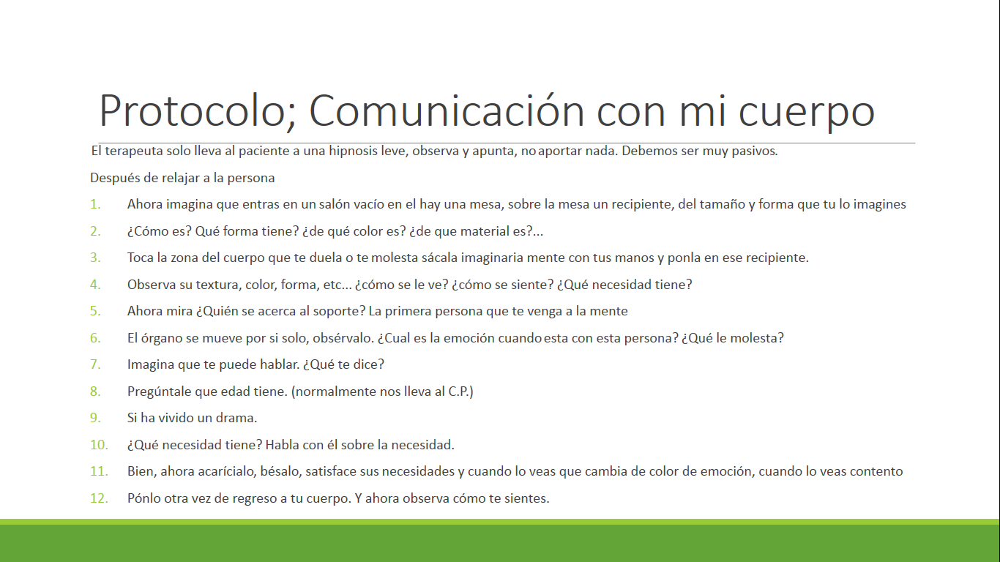 Protocolo; Comunicación con mi cuerpo
El terapeuta solo lleva al paciente a una hipnosis leve, observa y apunta, no aportar nada. Debemos ser muy pasivos.
Después de relajar a la persona
1. Ahora imagina que entras en un salón vacío en el hay una mesa, sobre la mesa un recipiente, del tamaño y forma que tu lo imagines
2. ¿Cómo es? Qué forma tiene? ¿de qué color es? ¿de que material es?...
3. Toca la zona del cuerpo que te duela o te molesta sácala imaginaria mente con tus manos y ponla en ese recipiente.
4. Observa su textura, color, forma, etc... ¿cómo se le ve? ¿cómo se siente? ¿Qué necesidad tiene?
5. Ahora mira ¿Quién se acerca al soporte? La primera persona que te venga a la mente
6. El órgano se mueve por si solo, obsérvalo. ¿Cual es la emoción cuando esta con esta persona? ¿Qué le molesta?
7. Imagina que te puede hablar. ¿Qué te dice?
8. Pregúntale que edad tiene. (normalmente nos lleva al C.P.)
9. Si ha vivido un drama.
10. ¿Qué necesidad tiene? Habla con él sobre la necesidad.
11. Bien, ahora acarícialo, bésalo, satisface sus necesidades y cuando lo veas que cambia de color de emoción, cuando lo veas contento
12. Pónlo otra vez de regreso a tu cuerpo. Y ahora observa cómo te sientes.